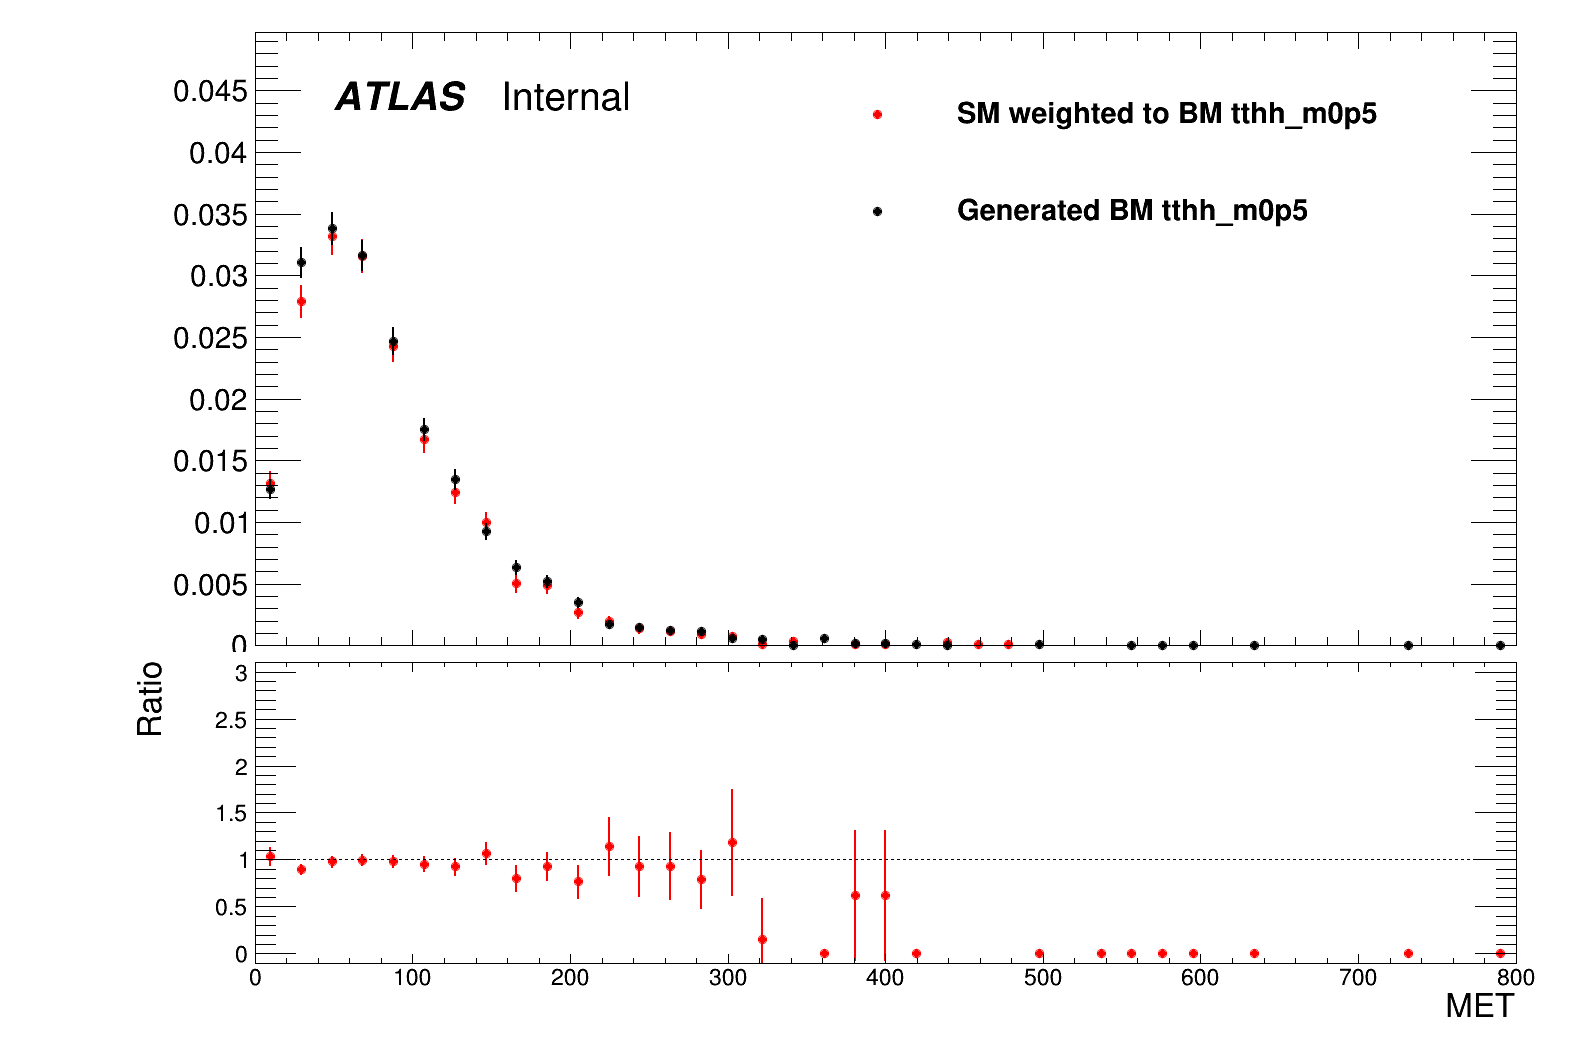 0.045
ATLAS Internal
SM weighted to BM tthh_m0p5
0.04
0.035
Generated BM tthh_m0p5
0.03
0.025
0.02
0.015
0.01
0.005
0
Ratio
3
2.5
2
1.5
1
0.5
0
0 100 200 300 400 500 600 700 800
MET